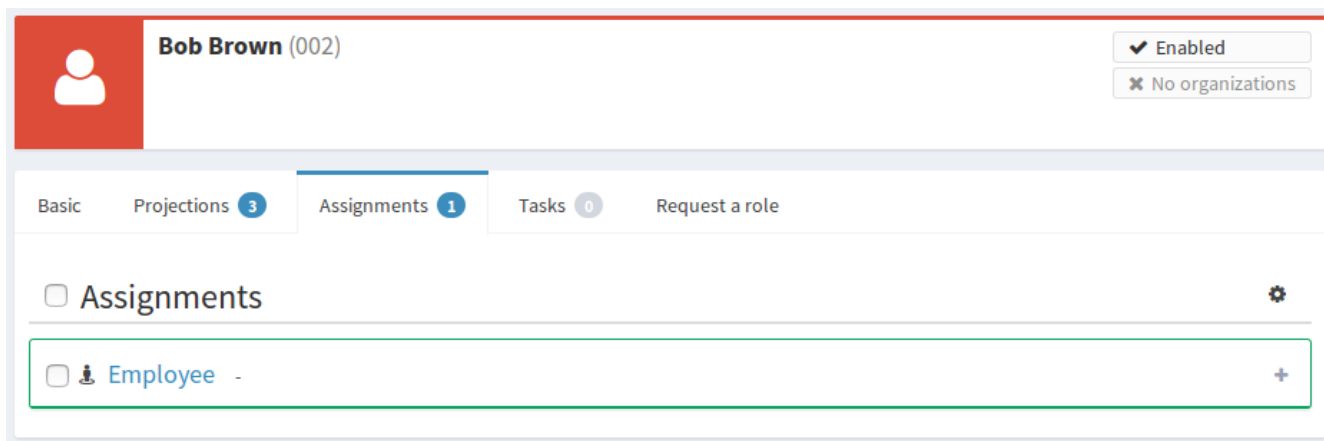 Bob Brown (002)
Enabled
No organizations
Basic Projections 3 Assignments 1 Tasks 0 Request a role
Assignments
Employee -